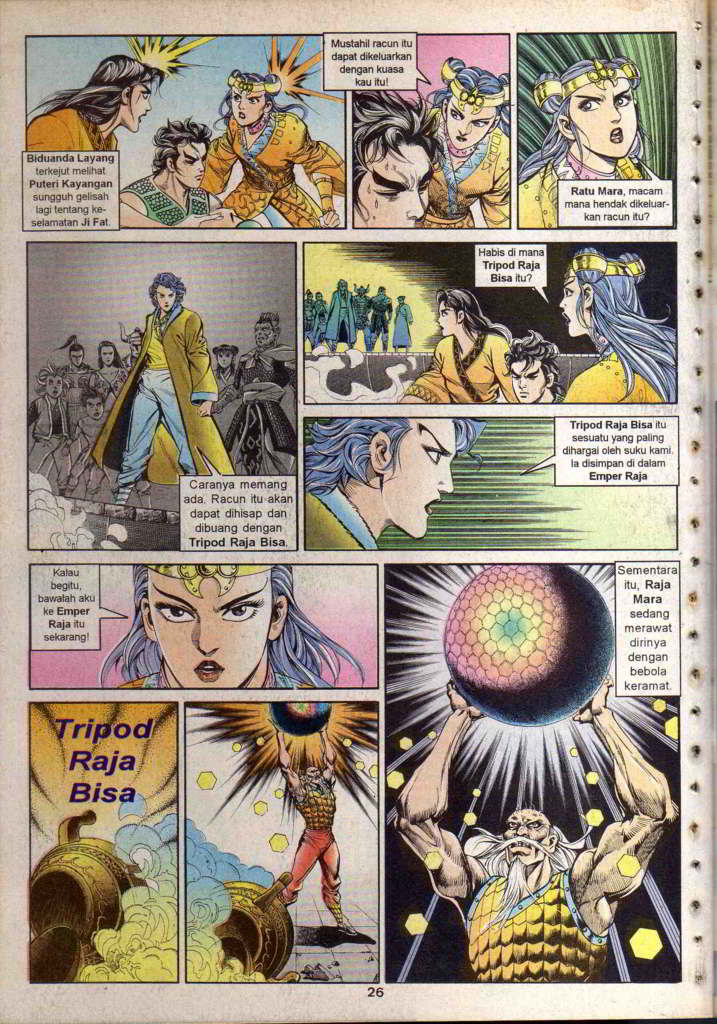 Biduanda Layang
terkejut melihat
Puteri Kayangan
sungguh gelisah
lagi tentang ke-
selamatan Ji Fat.
Mustahil racun itu
dapat dikeluarkan
dengan kuasa
kau itu!
Ratu Mara, macam
mana hendak dikeluar-
kan racun itu?
Caranya memang
ada. Racun itu akan
dapat dihisap dan
dibuang dengan
Tripod Raja Bisa.
Habis di mana
Tripod Raja
Bisa itu?
Tripod Raja Bisa itu
sesuatu yang paling
dihargai oleh suku kami.
Ia disimpan di dalam
Emper Raja
Kalau
begitu,
bawalah aku
ke Emper
Raja itu
sekarang!
Sementara
itu, Raja
Mara
sedang
merawat
dirinya
dengan
bebola
keramat.
Tripod
Raja
Bisa
26